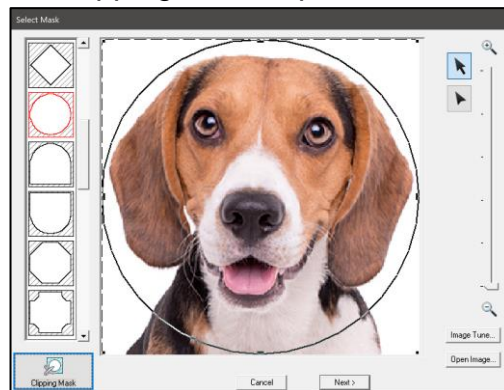 Select Mask
Image Tune...
Open Image...
Clipping Mask
Cancel
Next >